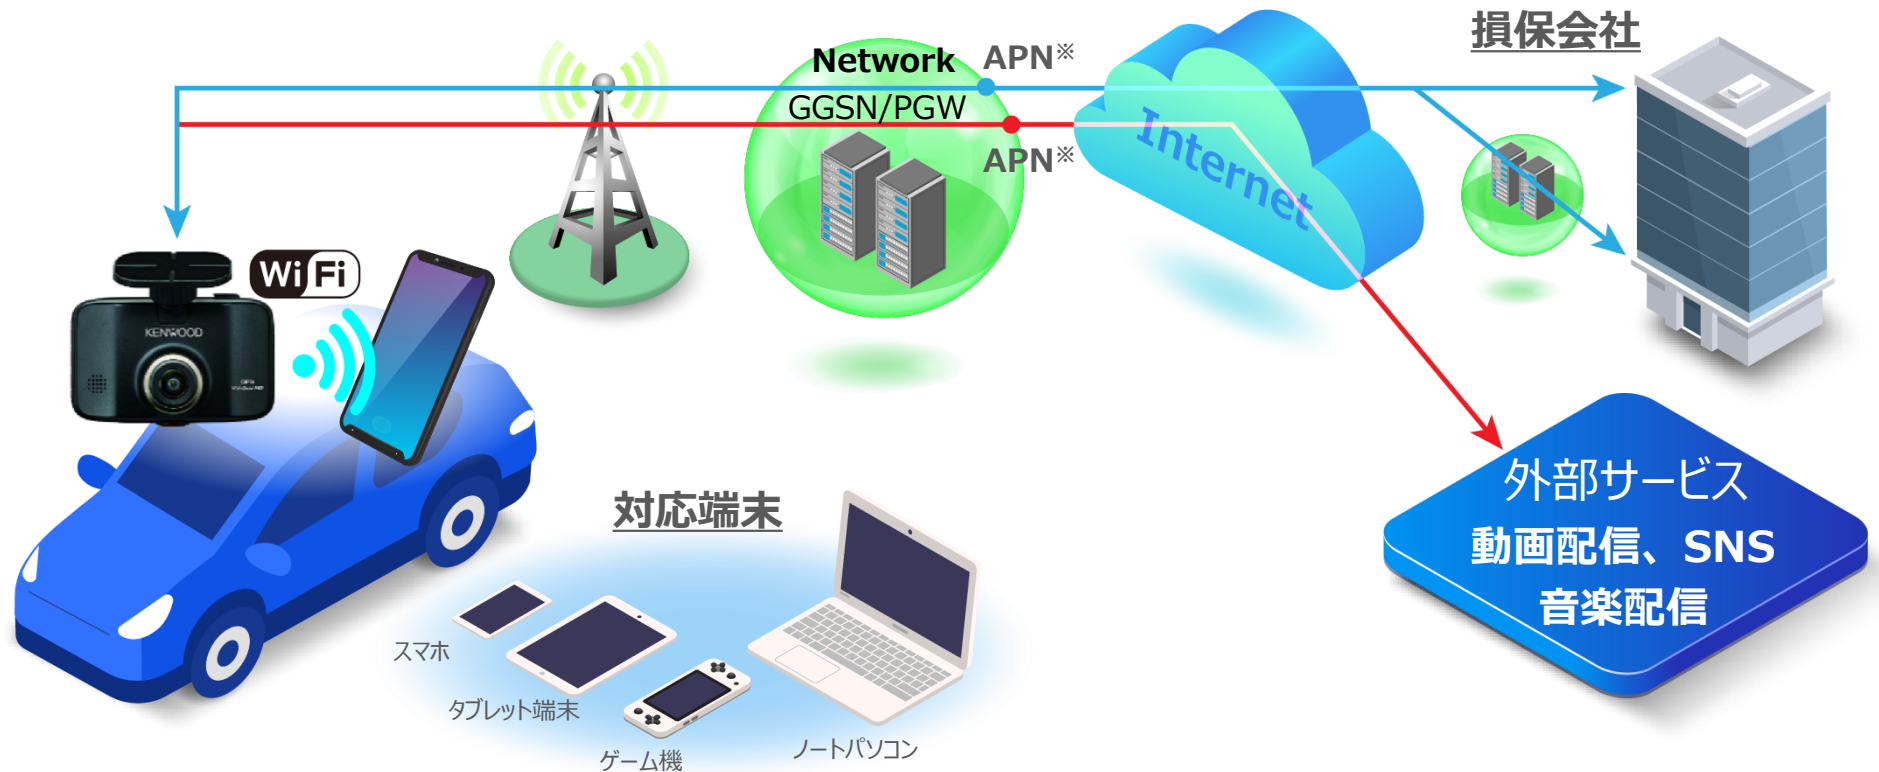 損保会社
Network
APN※
GGSN/PGW
APN※
Internet
WiFi
KENWOOD
外部サービス
動画配信、SNS
音楽配信
対応端末
スマホ
タブレット端末
ゲーム機
ノートパソコン